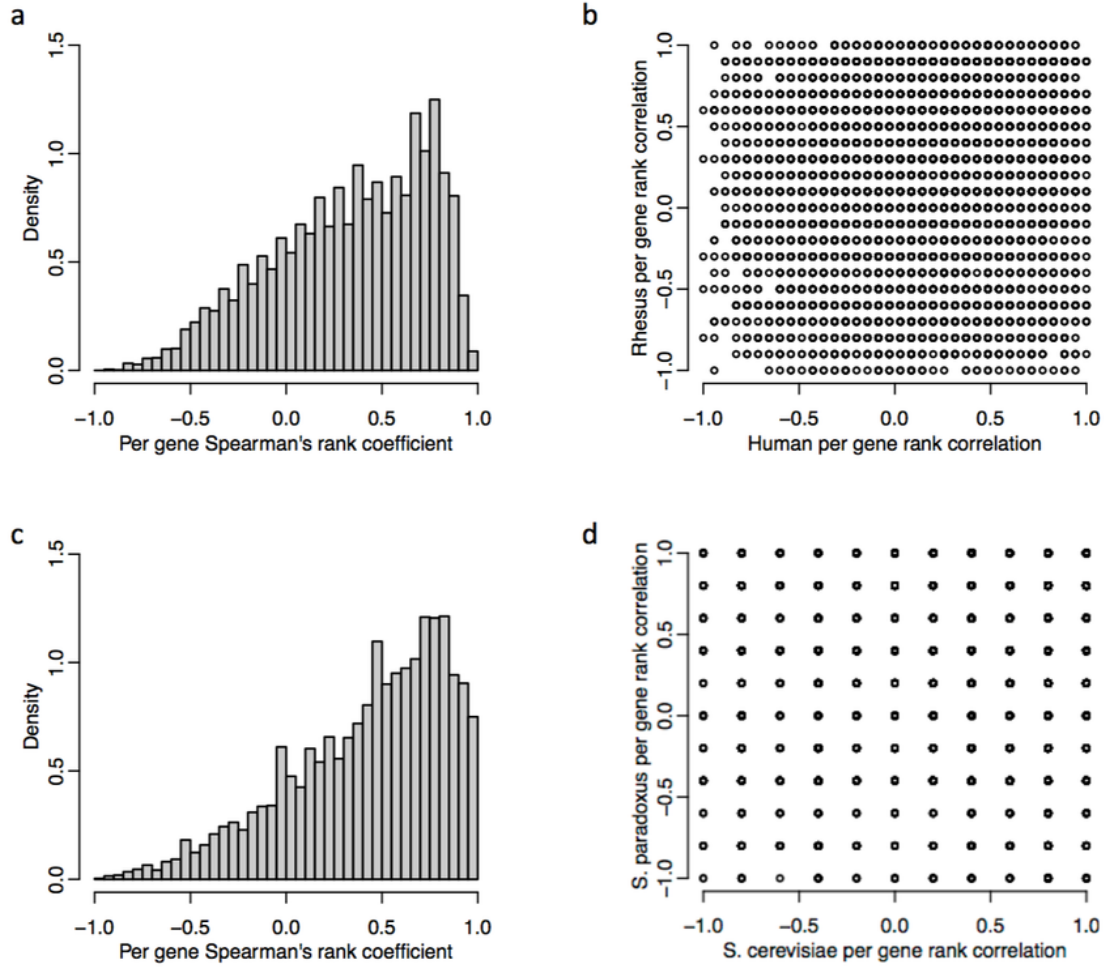 a
1.5
1.0
0.5
0.0
Density
−1.0 −0.5 0.0 0.5 1.0
Per gene Spearman's rank coefficient
b
1.0
0.5
0.0
−0.5
−1.0
Rhesus per gene rank correlation
−1.0 −0.5 0.0 0.5 1.0
Human per gene rank correlation
c
1.5
1.0
0.5
0.0
Density
−1.0 −0.5 0.0 0.5 1.0
Per gene Spearman's rank coefficient
d
1.0
0.5
0.0
−0.5
−1.0
S. paradoxus per gene rank correlation
−1.0 −0.5 0.0 0.5 1.0
S. cerevisiae per gene rank correlation